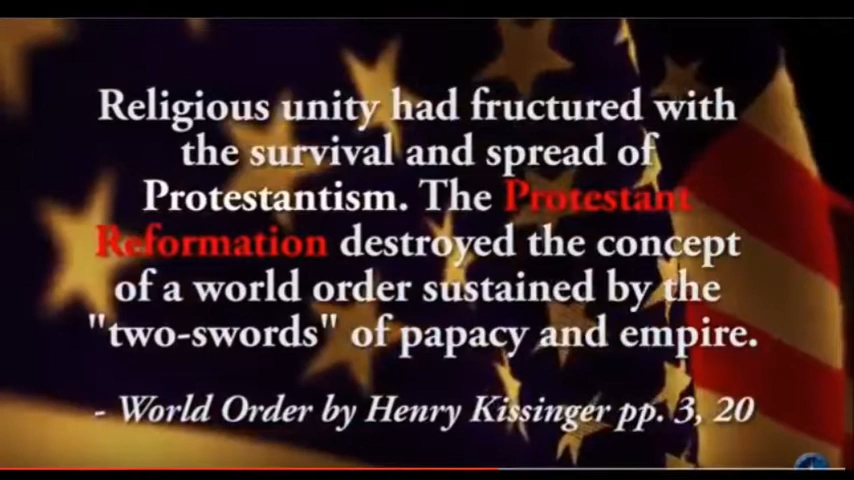 Religious unity had fructured with
the survival and spread of
Protestantism. The Protestant
Reformation destroyed the concept
of a world order sustained by the
"two-swords" of papacy and empire.
- World Order by Henry Kissinger pp. 3, 20